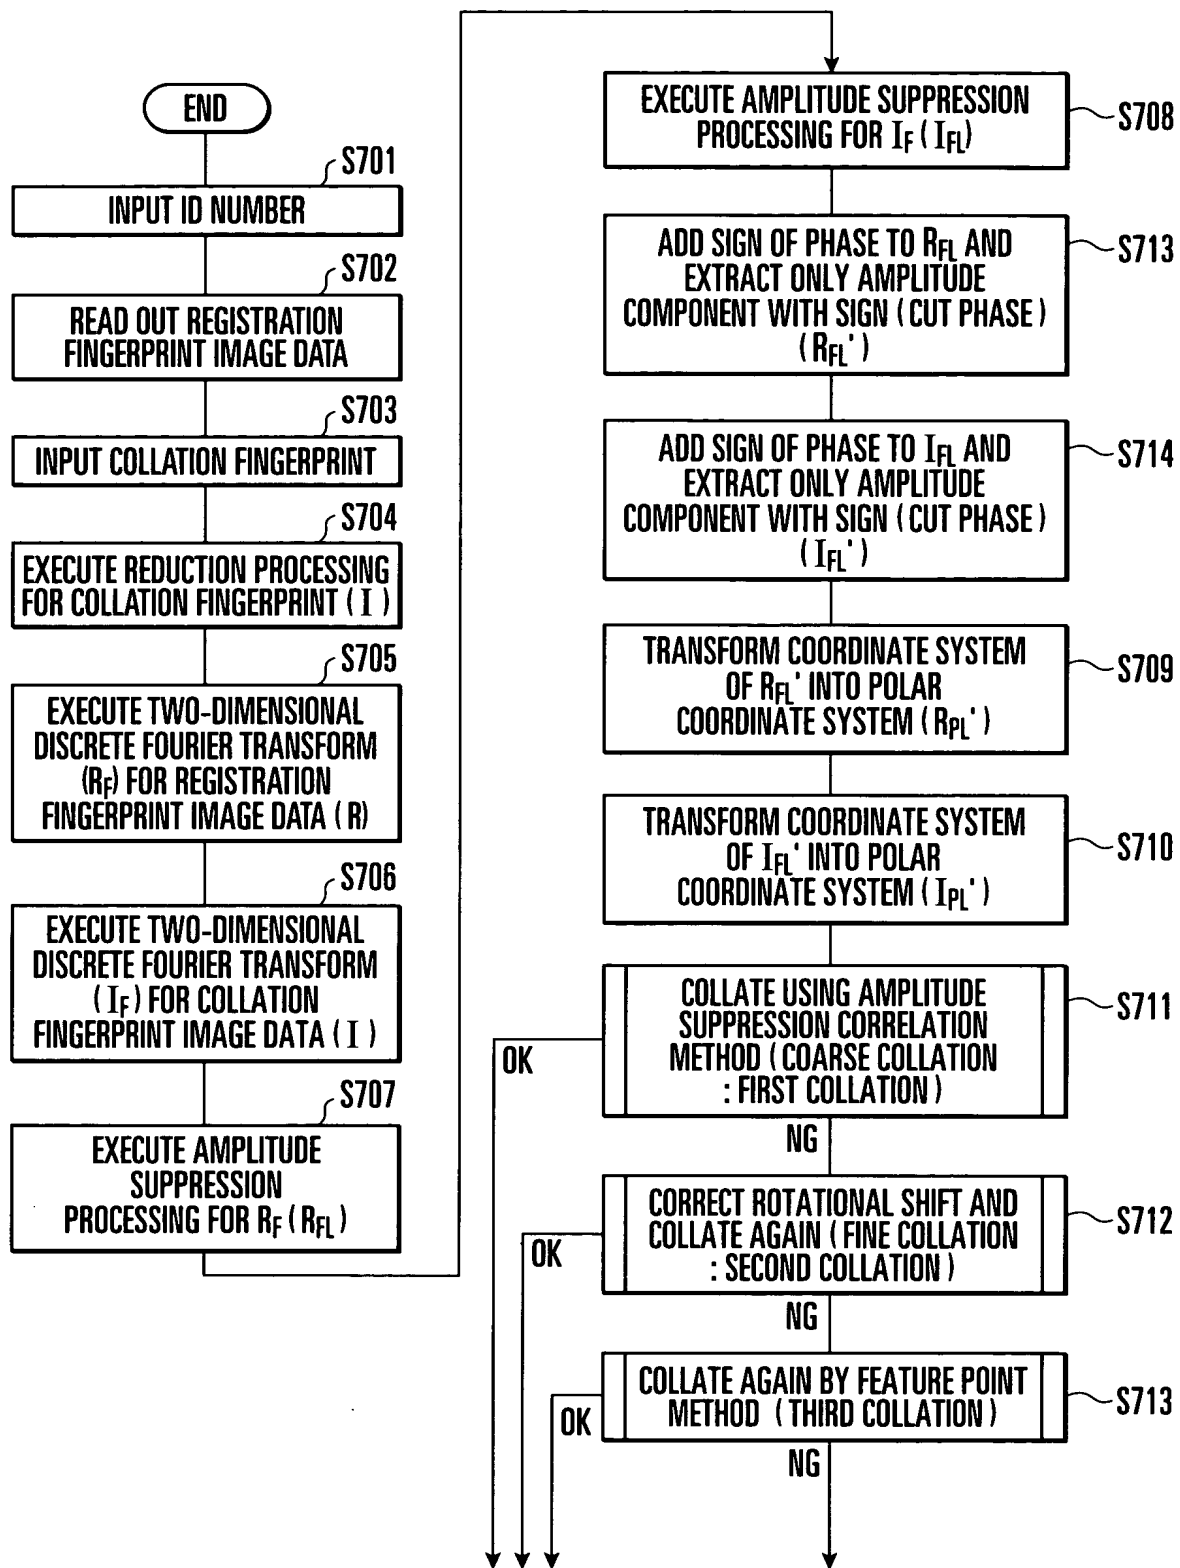 END
S701
INPUT ID NUMBER
S702
READ OUT REGISTRATION
FINGERPRINT IMAGE DATA
S703
INPUT COLLATION FINGERPRINT
S704
EXECUTE REDUCTION PROCESSING
FOR COLLATION FINGERPRINT ( I )
S705
EXECUTE TWO-DIMENSIONAL
DISCRETE FOURIER TRANSFORM
(RF) FOR REGISTRATION
FINGERPRINT IMAGE DATA ( R)
S706
EXECUTE TWO-DIMENSIONAL
DISCRETE FOURIER TRANSFORM
( IF) FOR COLLATION
FINGERPRINT IMAGE DATA ( I )
S707
EXECUTE AMPLITUDE
SUPPRESSION
PROCESSING FOR RF ( RFL )
EXECUTE AMPLITUDE SUPPRESSION
PROCESSING FOR IF ( IFL)
S708
ADD SIGN OF PHASE TO RFL AND
EXTRACT ONLY AMPLITUDE
COMPONENT WITH SIGN ( CUT PHASE )
( RFL' )
S713
ADD SIGN OF PHASE TO IFL AND
EXTRACT ONLY AMPLITUDE
COMPONENT WITH SIGN ( CUT PHASE )
( IFL' )
S714
TRANSFORM COORDINATE SYSTEM
OF RFL' INTO POLAR
COORDINATE SYSTEM ( RPL' )
S709
TRANSFORM COORDINATE SYSTEM
OF IFL' INTO POLAR
COORDINATE SYSTEM ( IPL' )
S710
COLLATE USING AMPLITUDE
SUPPRESSION CORRELATION
METHOD ( COARSE COLLATION
: FIRST COLLATION )
S711
OK
NG
CORRECT ROTATIONAL SHIFT AND
COLLATE AGAIN ( FINE COLLATION
: SECOND COLLATION )
S712
OK
NG
COLLATE AGAIN BY FEATURE POINT
METHOD ( THIRD COLLATION )
S713
OK
NG